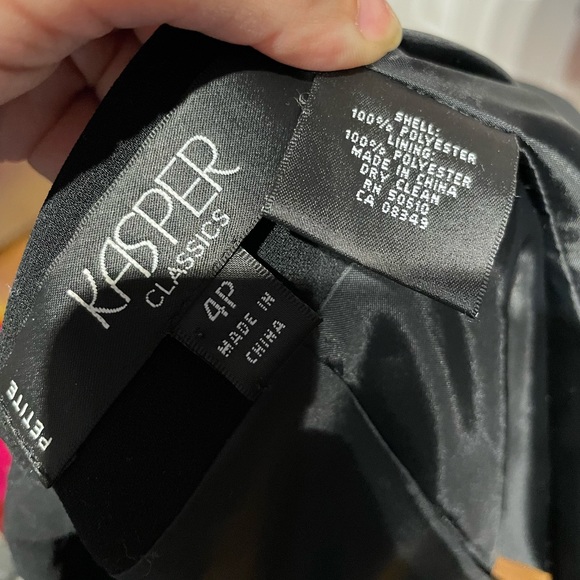 KASPER
CLASSICS
PETITE
4P
MADE IN
CHINA
SHELL:
100% POLYESTER
LINING:
100% POLYESTER
MADE IN CHINA
DRY CLEAN
RN 50510
CA 08349